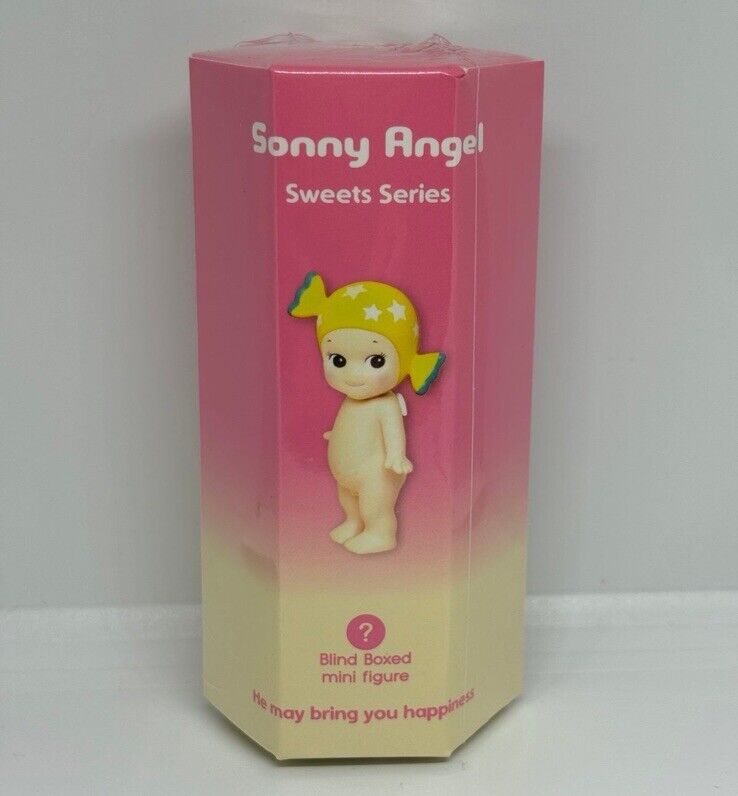 Sonny Angel
Sweets Series
?
Blind Boxed
mini figure
He may bring you happiness